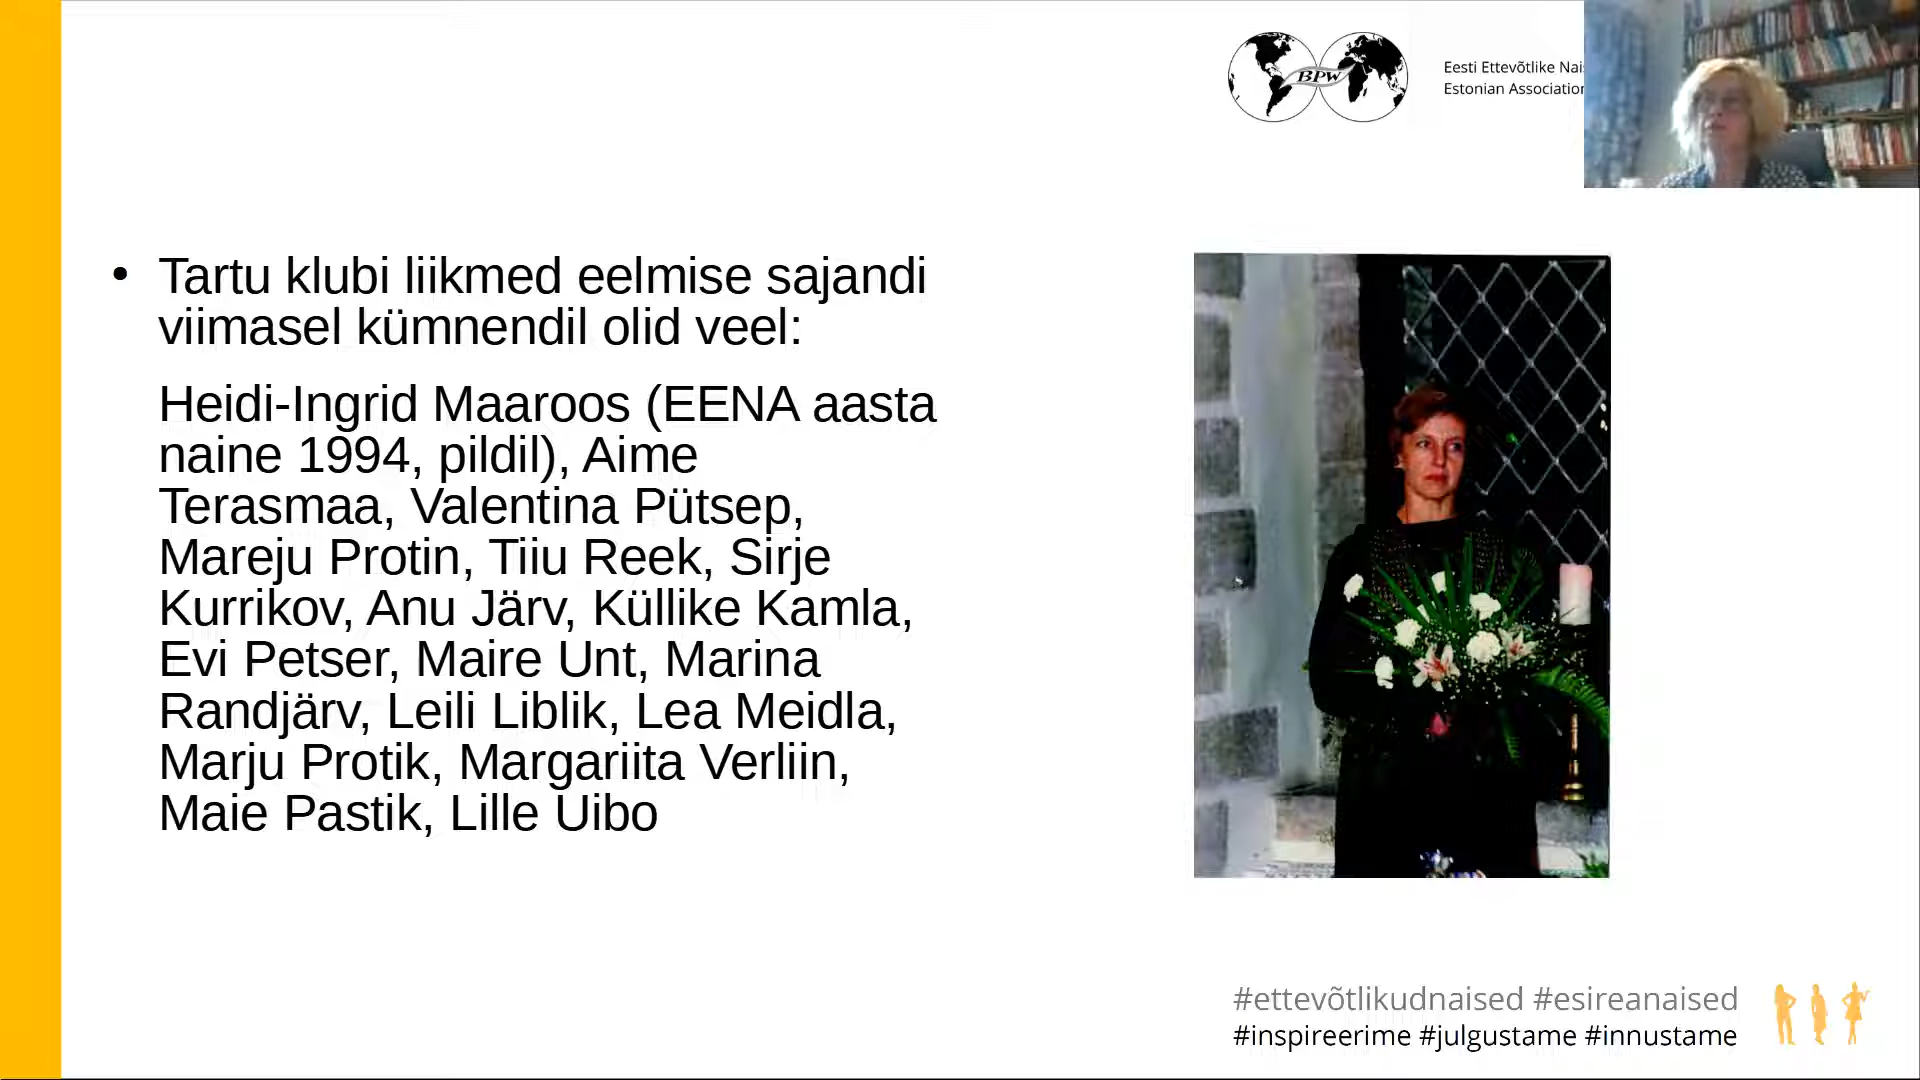 BPW
Eesti Ettevõtlike
Estonian
Tartu klubi liikmed eelmise sajandi
viimasel kümnendil olid veel:
Heidi-Ingrid Maaroos (EENA aasta
naine 1994, pildil), Aime
Terasmaa, Valentina Pütsep,
Mareju Protin, Tiiu Reek, Sirje
Kurrikov, Anu Järv, Küllike Kamla,
Evi Petser, Maire Unt, Marina
Randjärv, Leili Liblik, Lea Meidla,
Marju Protik, Margariita Verliin,
Maie Pastik, Lille Uibo
#ettevõtlikudnaised #esireanaised
#inspireerime #julgustame #innustame